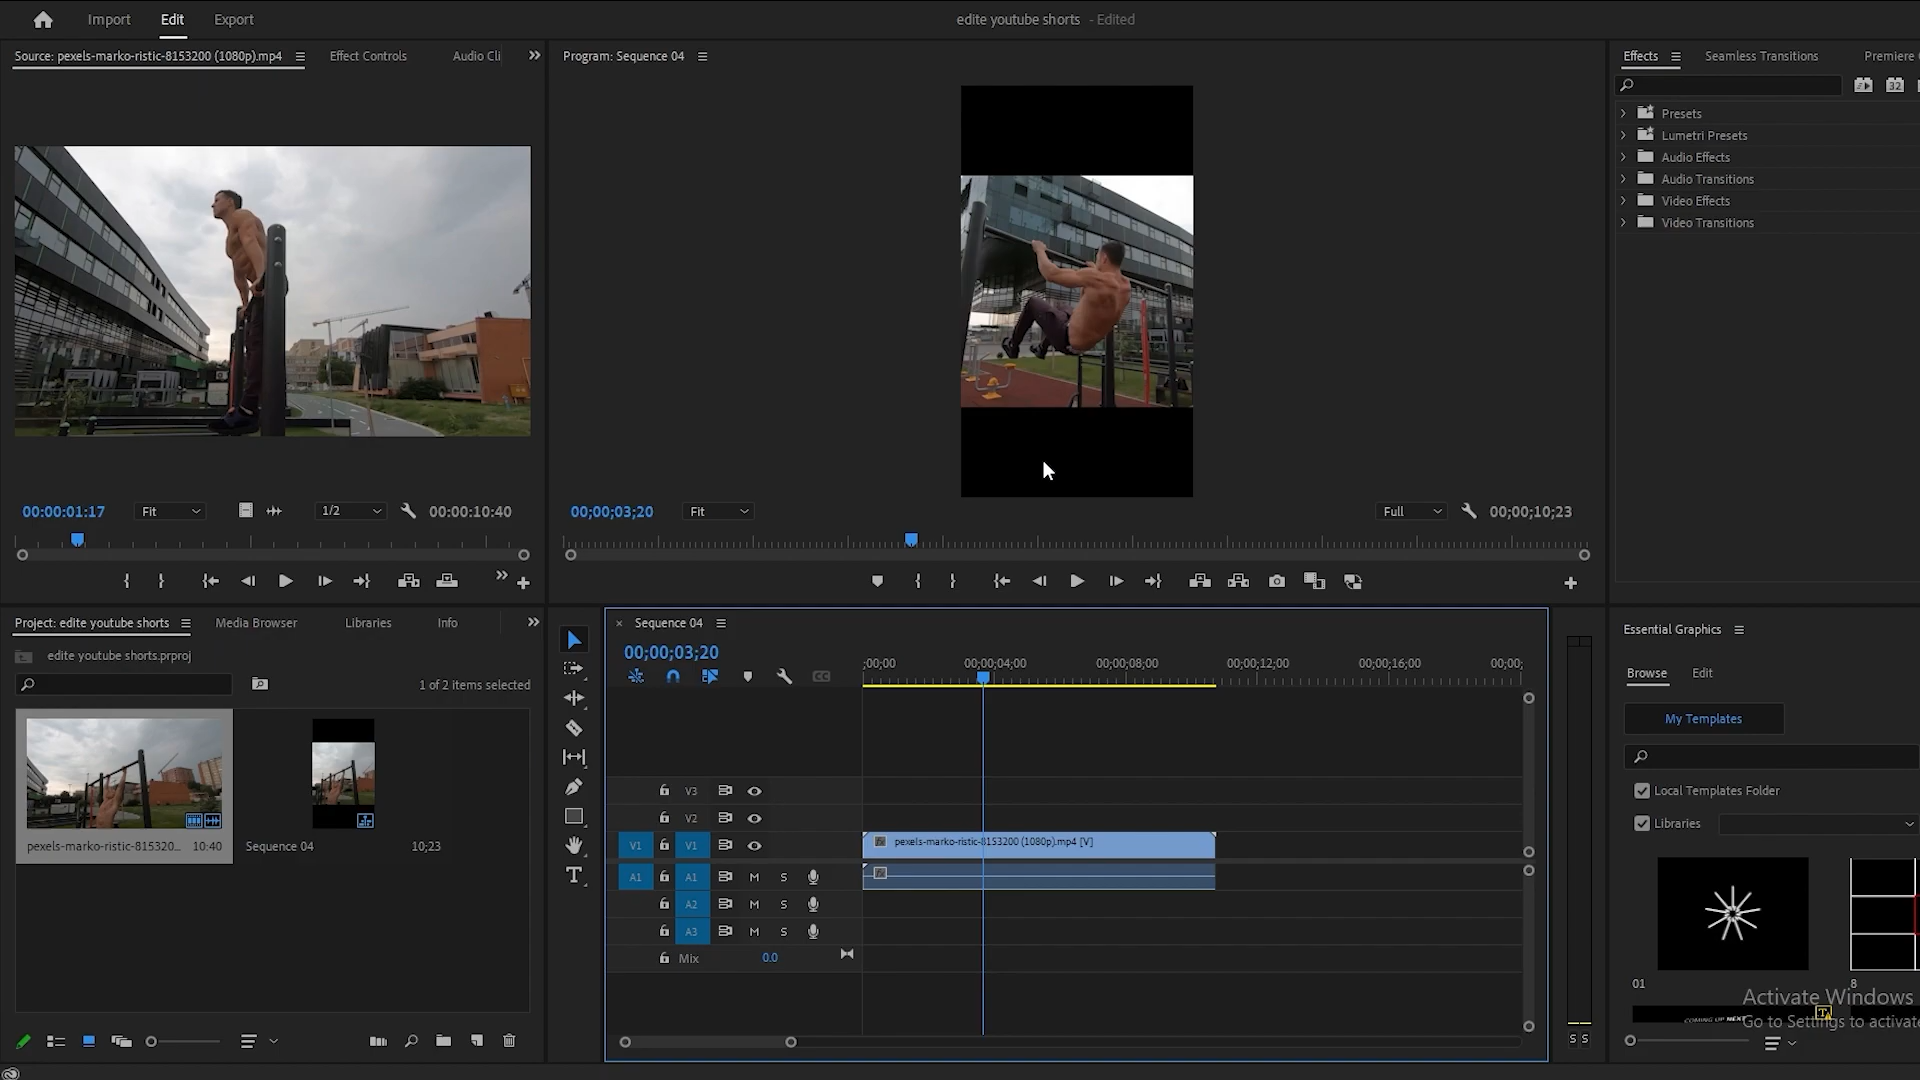 Import
Edit
Export
edite youtube shorts - Edited
Source: pexels-marko-ristic-8153200 (1080p).mp4
Effect Controls
Audio Cli
Program: Sequence 04
Effects
Seamless Transitions
Premiere
32
Presets
Lumetri Presets
Audio Effects
Audio Transitions
Video Effects
Video Transitions
00:00:01:17
Fit
1/2
00:00:10:40
00;00;03;20
Fit
Full
00;00;10;23
Project: edite youtube shorts
Media Browser
Libraries
Info
edite youtube shorts.prproj
1 of 2 items selected
pexels-marko-ristic-815320... 10:40
Sequence 04 10;23
Sequence 04
00;00;03;20
;00;00
00;00;04;00
00;00;08;00
00;00;12;00
00;00;16;00
00;00;
CC
V3
V2
V1 V1
pexels-marko-ristic-8153200 (1080p).mp4 [V]
A1 A1 M S
A2 M S
A3 M S
Mix 0.0
S S
Essential Graphics
Browse
Edit
My Templates
Local Templates Folder
Libraries
01
8
COMING UP NEXT
Activate Windows
Go to Settings to activate